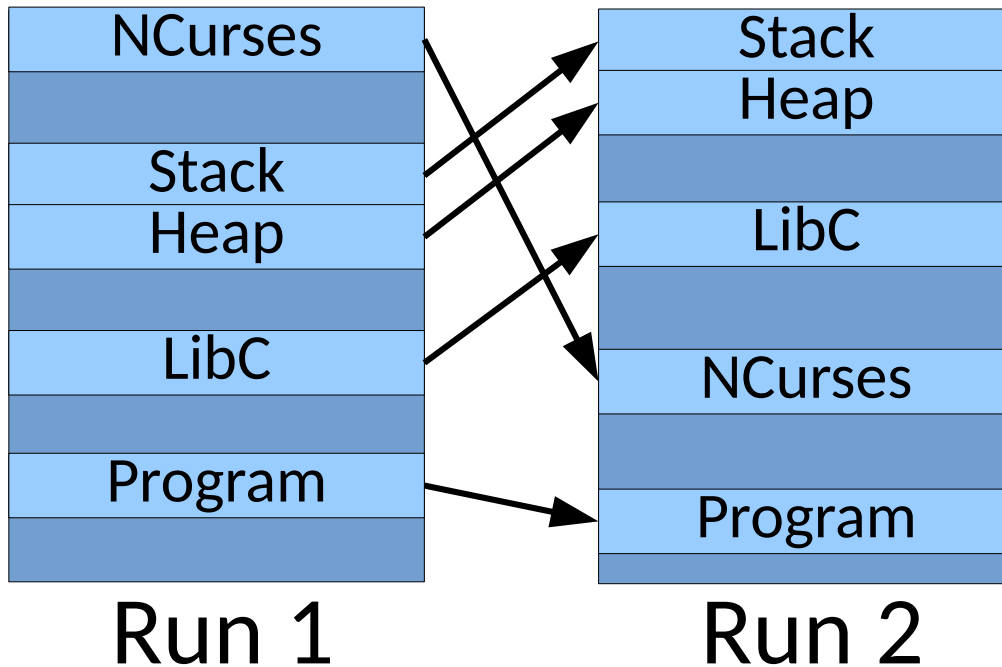 NCurses
Stack
Heap
LibC
Program
Run 1
Stack
Heap
LibC
NCurses
Program
Run 2